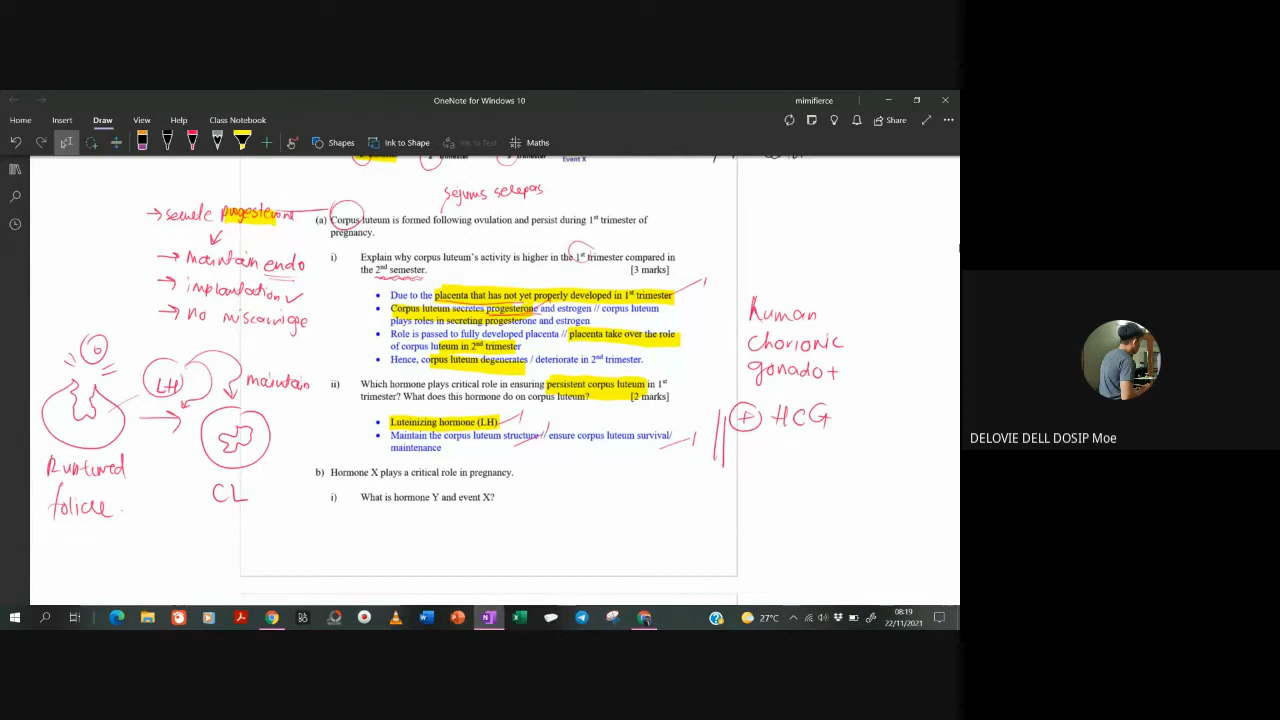 OneNote for Windows 10
mimifierce
Home Insert Draw View Help Class Notebook
Share
Shapes Ink to Shape Ink to Text Maths
trimester trimester trimester
Event X
sejurus selepas
→ secrete progesterone
(a) Corpus luteum is formed following ovulation and persist during 1st trimester of
pregnancy.
i) Explain why corpus luteum's activity is higher in the 1st trimester compared in
the 2nd semester. [3 marks]
→ Maintain endo
→ implantation ✓
→ no miscarriage
• Due to the placenta that has not yet properly developed in 1st trimester
• Corpus luteum secretes progesterone and estrogen // corpus luteum
plays roles in secreting progesterone and estrogen
• Role is passed to fully developed placenta // placenta take over the role
of corpus luteum in 2nd trimester
• Hence, corpus luteum degenerates / deteriorate in 2nd trimester.
Human
chorionic
gonadot
ii) Which hormone plays critical role in ensuring persistent corpus luteum in 1st
trimester? What does this hormone do on corpus luteum? [2 marks]
LH
maintain
• Luteinizing hormone (LH)
• Maintain the corpus luteum structure // ensure corpus luteum survival/
maintenance
+ HCG
Ruptured
folicle
CL
b) Hormone X plays a critical role in pregnancy.
i) What is hormone Y and event X?
DELOVIE DELL DOSIP Moe
27°C
08:19
22/11/2021